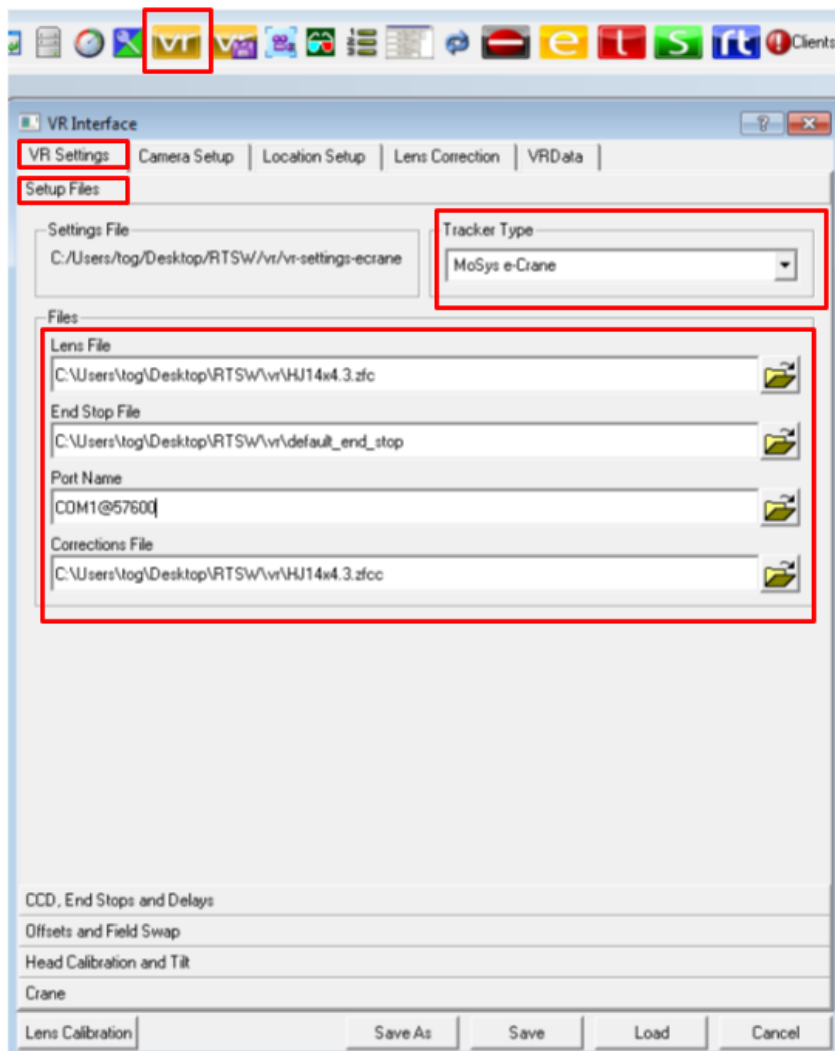 vr vr e t s rt Clients
VR Interface
VR Settings Camera Setup Location Setup Lens Correction VRData
Setup Files
Settings File Tracker Type
C:/Users/tog/Desktop/RTSW//vr/vr-settings-ecrane MoSys e-Crane
Files
Lens File
C:\Users\tog\Desktop\RTSW\vr\HJ14x4.3.zfc
End Stop File
C:\Users\tog\Desktop\RTSW\vr\default_end_stop
Port Name
COM1@57600
Corrections File
C:\Users\tog\Desktop\RTSW\vr\HJ14x4.3.zfcc
CCD, End Stops and Delays
Offsets and Field Swap
Head Calibration and Tilt
Crane
Lens Calibration Save As Save Load Cancel